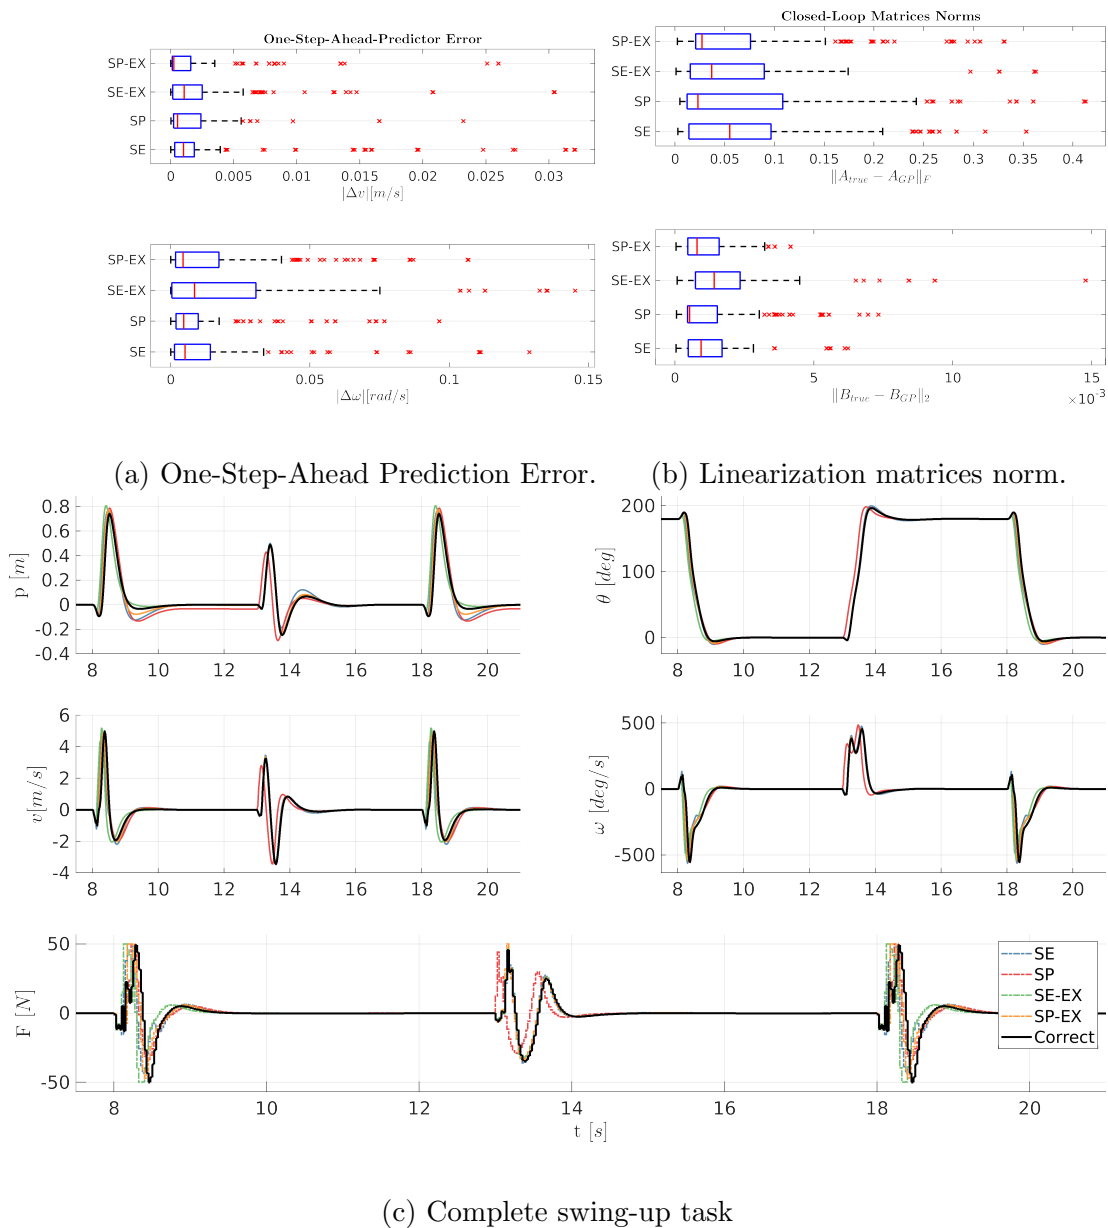 One-Step-Ahead-Predictor Error
SP-EX
SE-EX
SP
SE
0 0.005 0.01 0.015 0.02 0.025 0.03
|Δv|[m/s]
SP-EX
SE-EX
SP
SE
0 0.05 0.1 0.15
|Δω|[rad/s]
Closed-Loop Matrices Norms
SP-EX
SE-EX
SP
SE
0 0.05 0.1 0.15 0.2 0.25 0.3 0.35 0.4
‖A_true − A_GP‖_F
SP-EX
SE-EX
SP
SE
0 5 10 15
‖B_true − B_GP‖_2
×10^-3
(a) One-Step-Ahead Prediction Error.
(b) Linearization matrices norm.
p [m]
0.8
0.6
0.4
0.2
0
-0.2
-0.4
8 10 12 14 16 18 20
θ [deg]
200
100
0
8 10 12 14 16 18 20
v[m/s]
6
4
2
0
-2
-4
8 10 12 14 16 18 20
ω [deg/s]
500
0
-500
8 10 12 14 16 18 20
F [N]
50
0
-50
8 10 12 14 16 18 20
t [s]
SE
SP
SE-EX
SP-EX
Correct
(c) Complete swing-up task